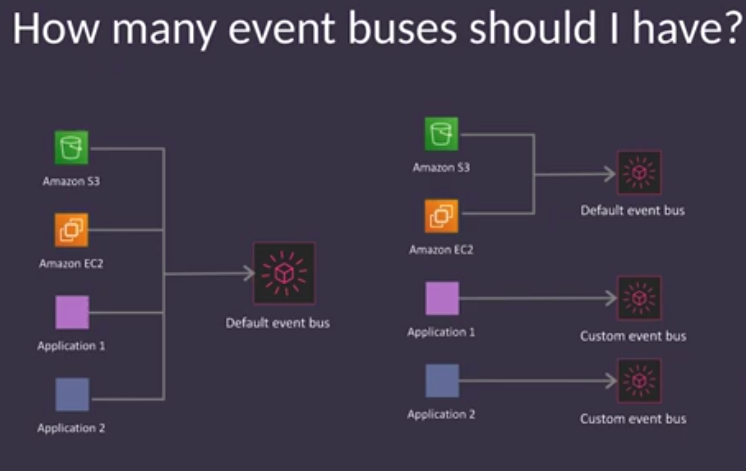 How many event buses should I have?
Amazon S3
Amazon EC2
Application 1
Application 2
Default event bus
Amazon S3
Amazon EC2
Application 1
Application 2
Default event bus
Custom event bus
Custom event bus